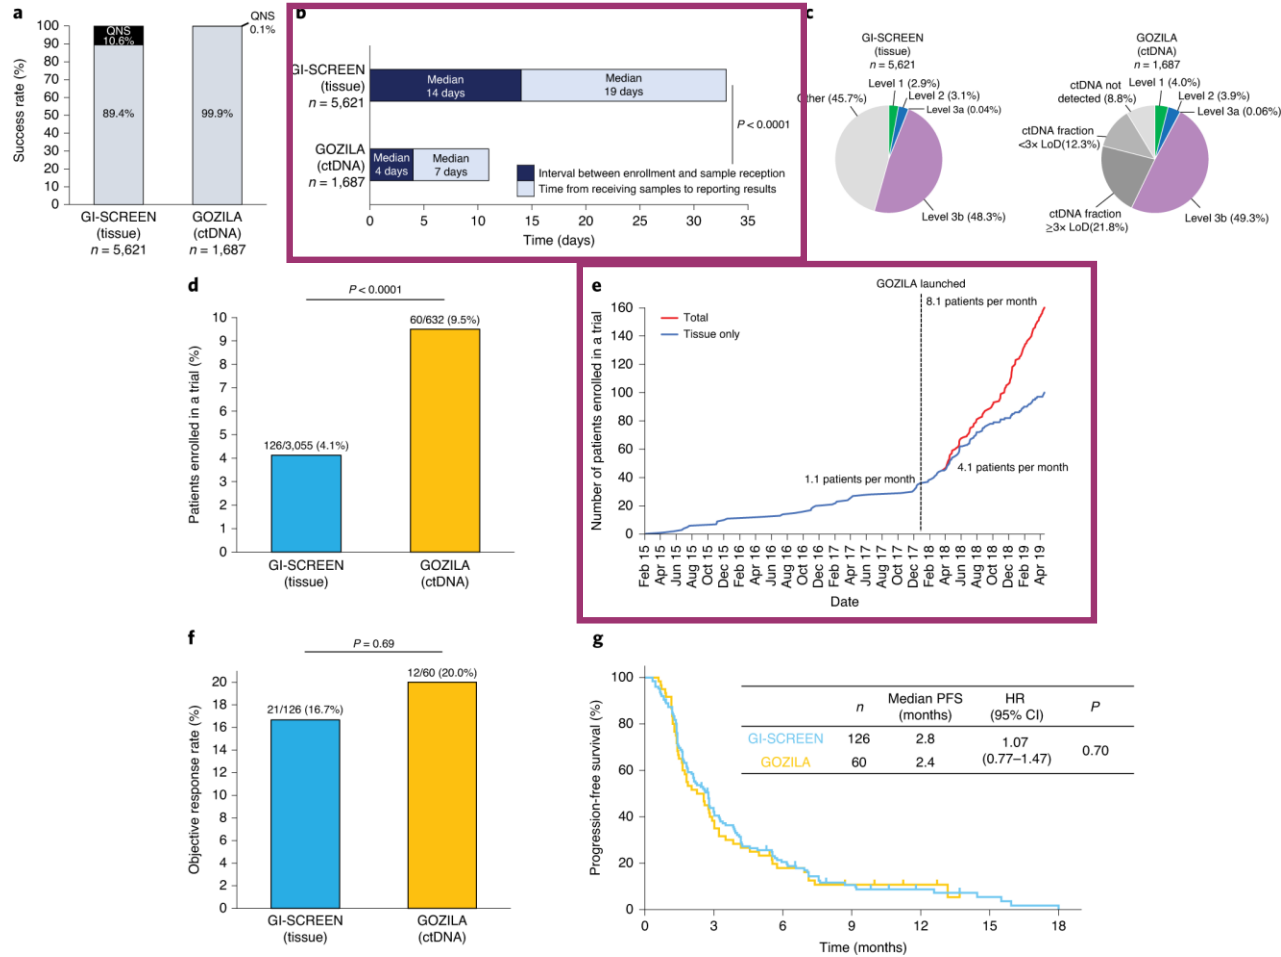 a
Success rate (%)
100
90
80
70
60
50
40
30
20
10
0
QNS
10.6%
89.4%
QNS
0.1%
99.9%
GI-SCREEN
(tissue)
n = 5,621
GOZILA
(ctDNA)
n = 1,687
b
GI-SCREEN
(tissue)
n = 5,621
Median
14 days
Median
19 days
P < 0.0001
GOZILA
(ctDNA)
n = 1,687
Median
4 days
Median
7 days
Interval between enrollment and sample reception
Time from receiving samples to reporting results
0 5 10 15 20 25 30 35
Time (days)
c
GI-SCREEN
(tissue)
n = 5,621
Level 1 (2.9%)
Level 2 (3.1%)
Level 3a (0.04%)
Other (45.7%)
Level 3b (48.3%)
GOZILA
(ctDNA)
n = 1,687
Level 1 (4.0%)
Level 2 (3.9%)
Level 3a (0.06%)
ctDNA not
detected (8.8%)
ctDNA fraction
<3× LoD(12.3%)
ctDNA fraction
≥3× LoD(21.8%)
Level 3b (49.3%)
d
P < 0.0001
Patients enrolled in a trial (%)
10
9
8
7
6
5
4
3
2
1
0
126/3,055 (4.1%)
60/632 (9.5%)
GI-SCREEN
(tissue)
GOZILA
(ctDNA)
e
GOZILA launched
8.1 patients per month
Number of patients enrolled in a trial
160
140
120
100
80
60
40
20
0
Total
Tissue only
1.1 patients per month
4.1 patients per month
Feb 15
Apr 15
Jun 15
Aug 15
Oct 15
Dec 15
Feb 16
Apr 16
Jun 16
Aug 16
Oct 16
Dec 16
Feb 17
Apr 17
Jun 17
Aug 17
Oct 17
Dec 17
Feb 18
Apr 18
Jun 18
Aug 18
Oct 18
Dec 18
Feb 19
Apr 19
Date
f
P = 0.69
Objective response rate (%)
20
18
16
14
12
10
8
6
4
2
0
21/126 (16.7%)
12/60 (20.0%)
GI-SCREEN
(tissue)
GOZILA
(ctDNA)
g
Progression-free survival (%)
100
80
60
40
20
0
n Median PFS (months) HR (95% CI) P
GI-SCREEN 126 2.8 1.07 (0.77–1.47) 0.70
GOZILA 60 2.4
0 3 6 9 12 15 18
Time (months)